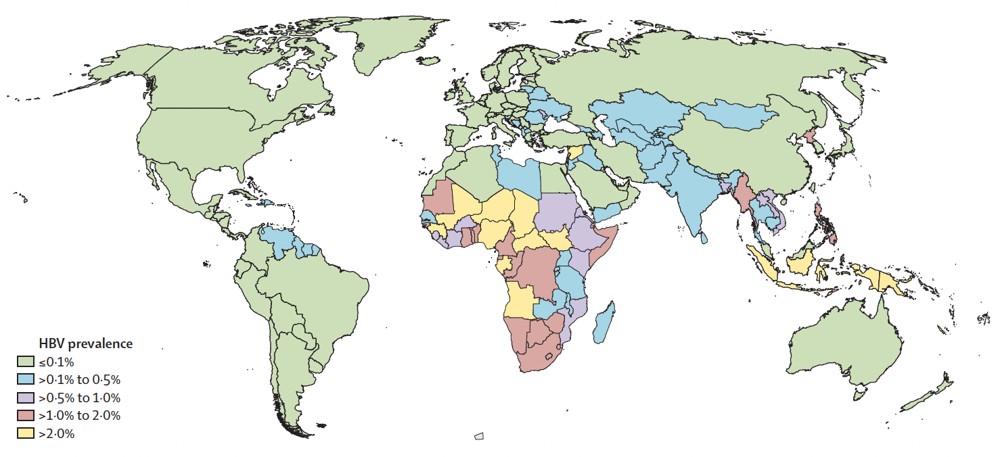 HBV prevalence
≤0·1%
>0·1% to 0·5%
>0·5% to 1·0%
>1·0% to 2·0%
>2·0%